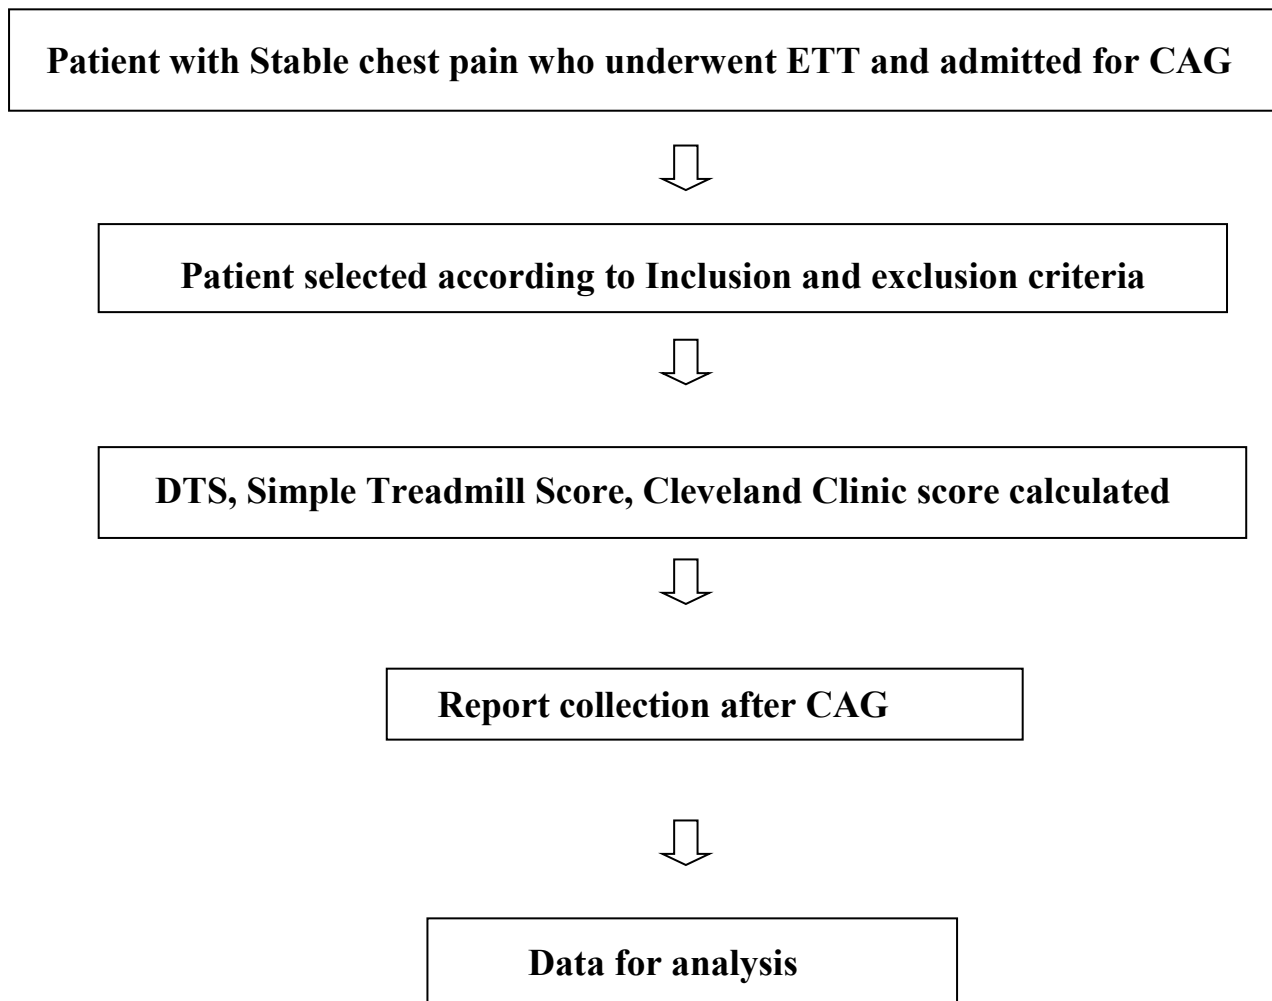 Patient with Stable chest pain who underwent ETT and admitted for CAG
Patient selected according to Inclusion and exclusion criteria
DTS, Simple Treadmill Score, Cleveland Clinic score calculated
Report collection after CAG
Data for analysis